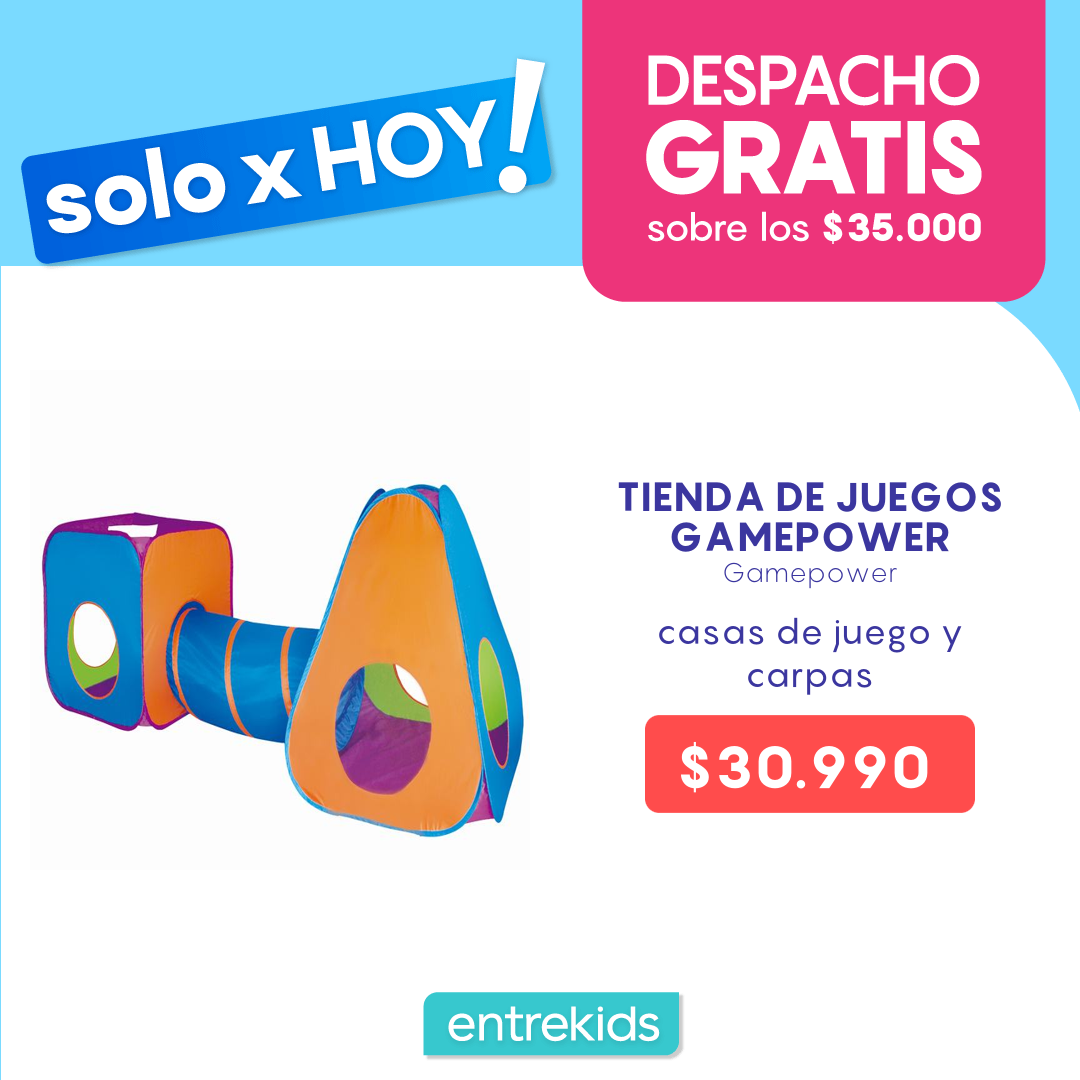 solo x HOY!
DESPACHO
GRATIS
sobre los $35.000
TIENDA DE JUEGOS
GAMEPOWER
Gamepower
casas de juego y
carpas
$30.990
entrekids